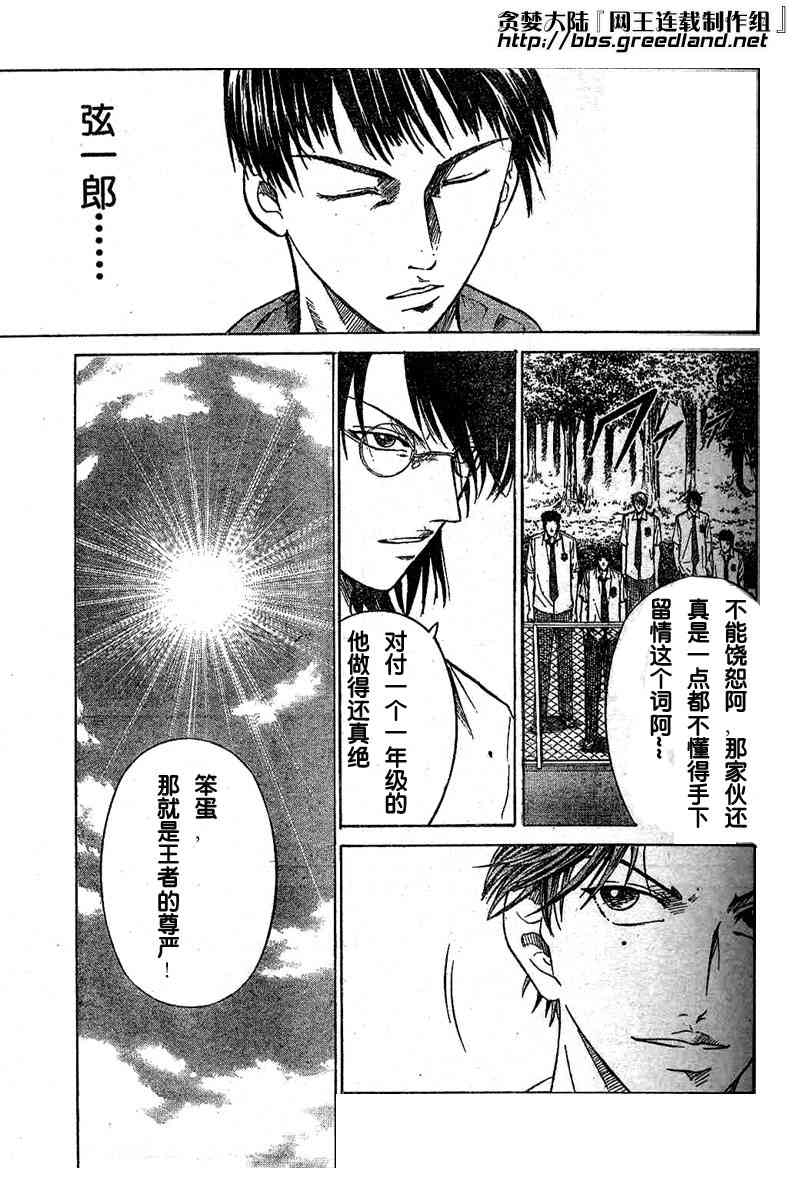 贪婪大陆『网王连载制作组』
http://bbs.greedland.net
弦一郎……
不能饶恕阿，那家伙还
真是一点都不懂得手下
留情这个词阿~~
对付一个一年级的
他做得还真绝
笨蛋，
那就是王者的尊严！